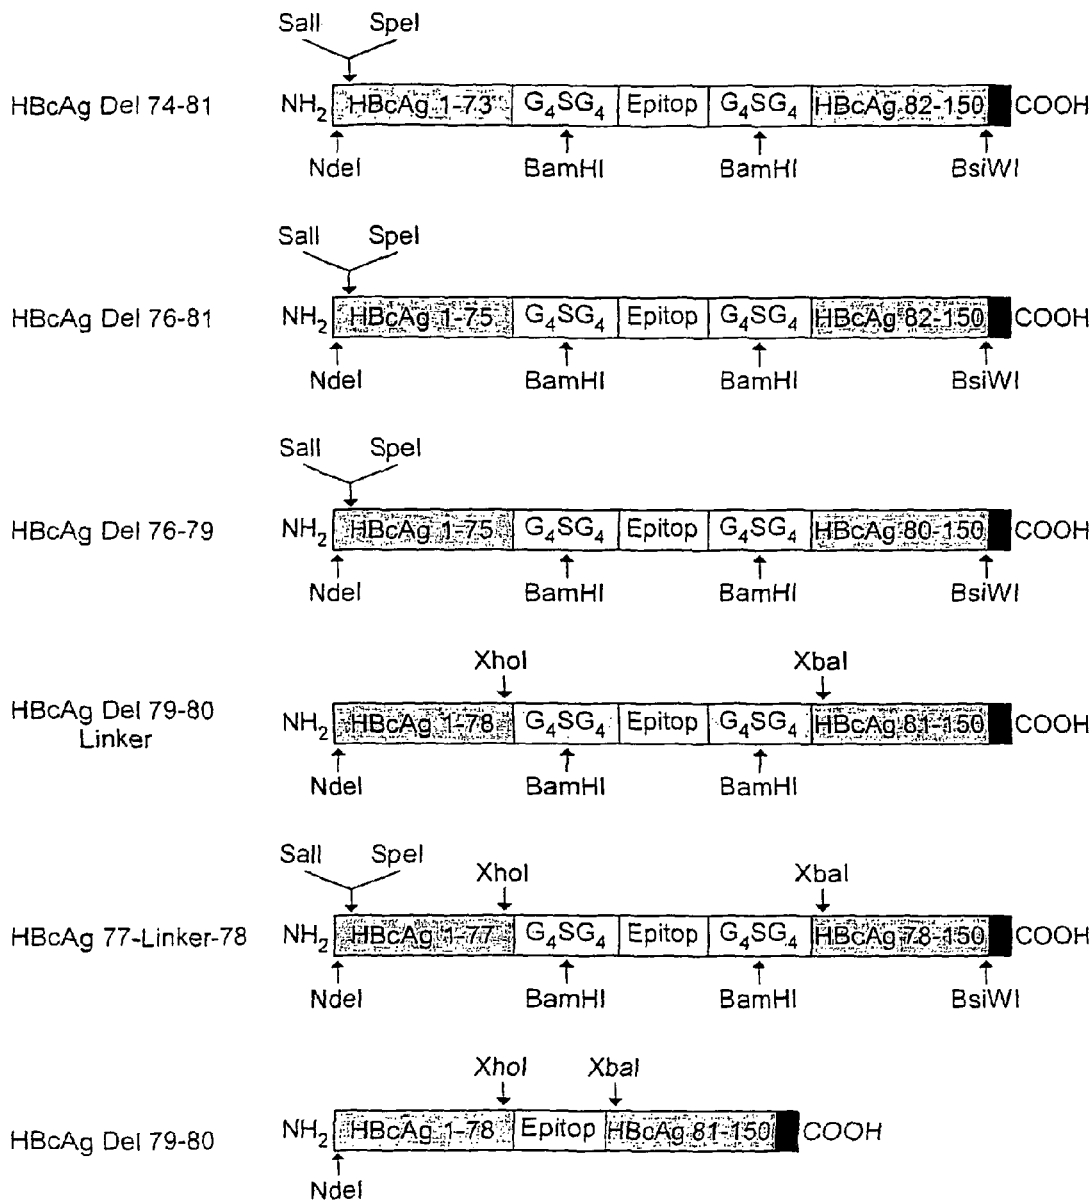 SalI SpeI
HBcAg Del 74-81 NH2 HBcAg 1-73 G4SG4 Epitop G4SG4 HBcAg 82-150 COOH
NdeI BamHI BamHI BsiWI
SalI SpeI
HBcAg Del 76-81 NH2 HBcAg 1-75 G4SG4 Epitop G4SG4 HBcAg 82-150 COOH
NdeI BamHI BamHI BsiWI
SalI SpeI
HBcAg Del 76-79 NH2 HBcAg 1-75 G4SG4 Epitop G4SG4 HBcAg 80-150 COOH
NdeI BamHI BamHI BsiWI
XhoI XbaI
HBcAg Del 79-80 NH2 HBcAg 1-78 G4SG4 Epitop G4SG4 HBcAg 81-150 COOH
Linker
NdeI BamHI BamHI
SalI SpeI XhoI XbaI
HBcAg 77-Linker-78 NH2 HBcAg 1-77 G4SG4 Epitop G4SG4 HBcAg 78-150 COOH
NdeI BamHI BamHI BsiWI
XhoI XbaI
HBcAg Del 79-80 NH2 HBcAg 1-78 Epitop HBcAg 81-150 COOH
NdeI